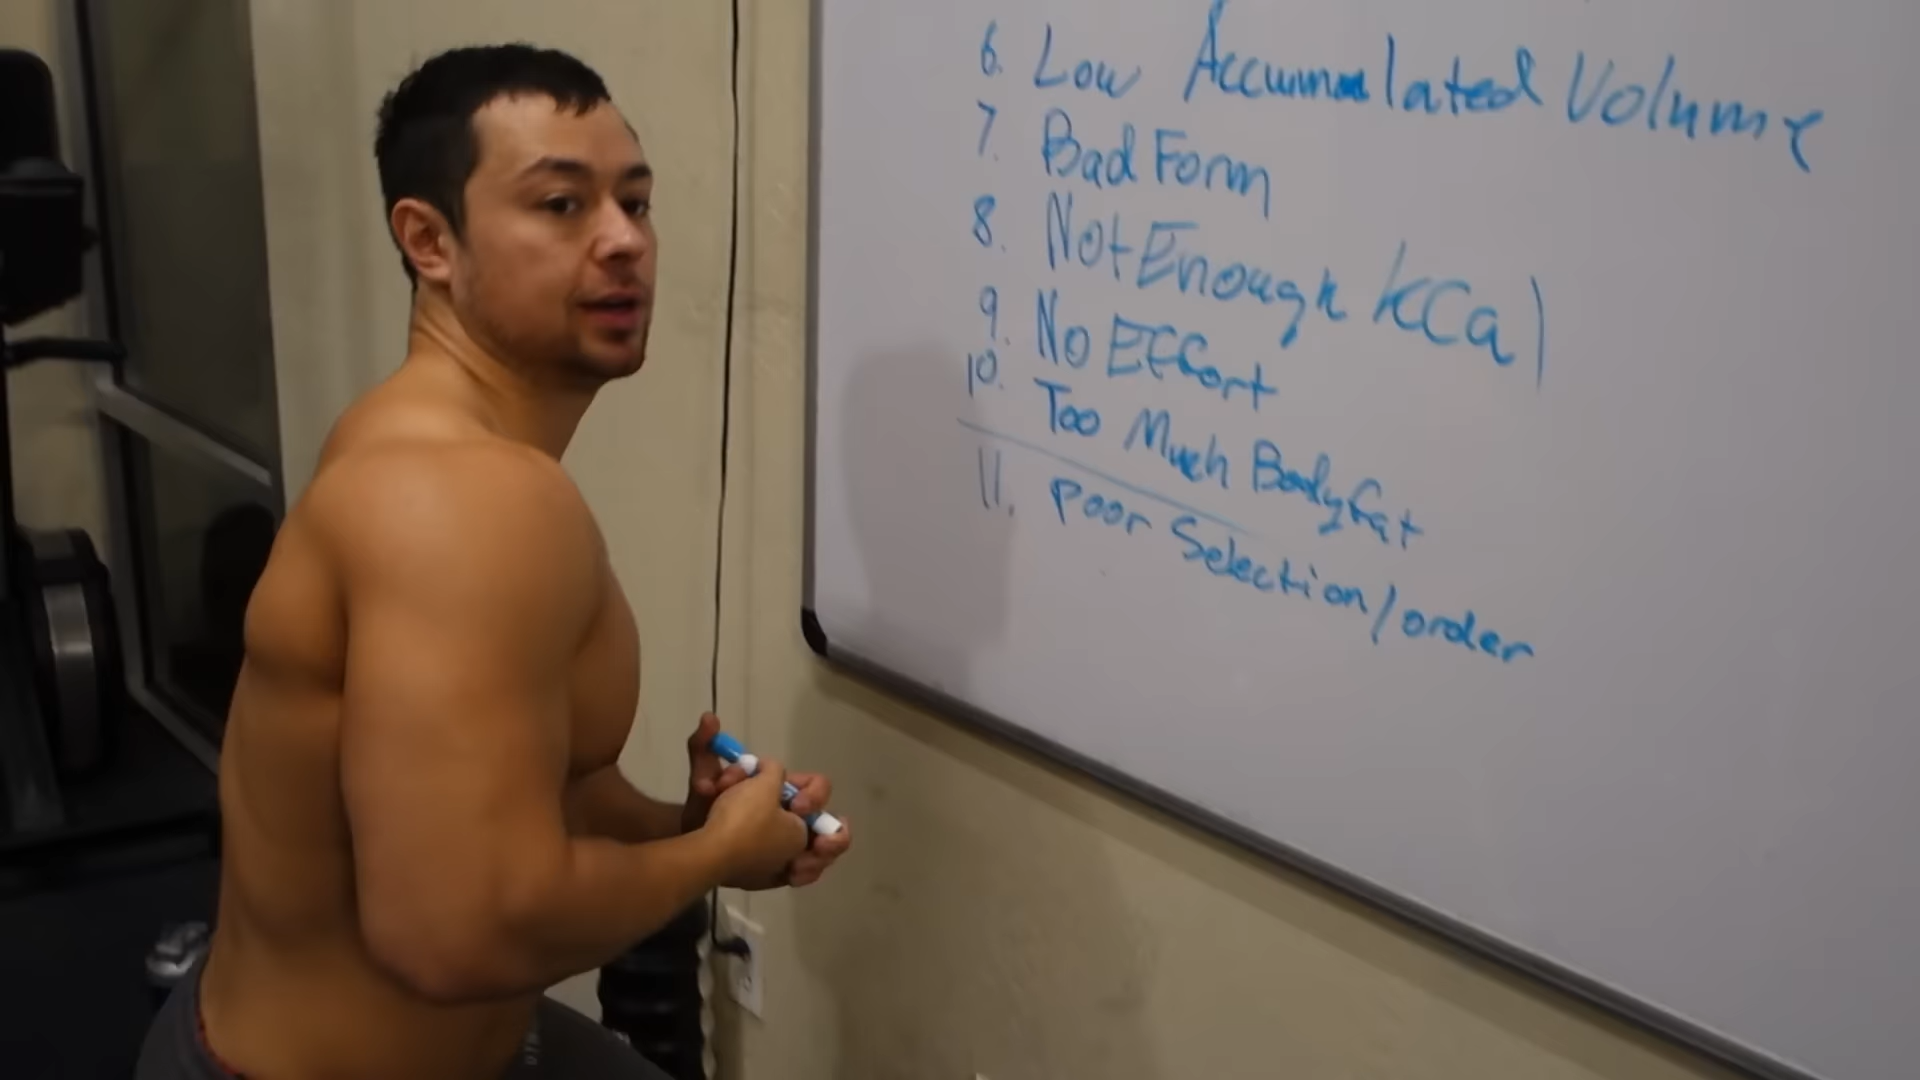 6. Low Accumulated Volume
7. Bad Form
8. Not Enough kCal
9. No Effort
10. Too Much Bodyfat
11. Poor Selection/order